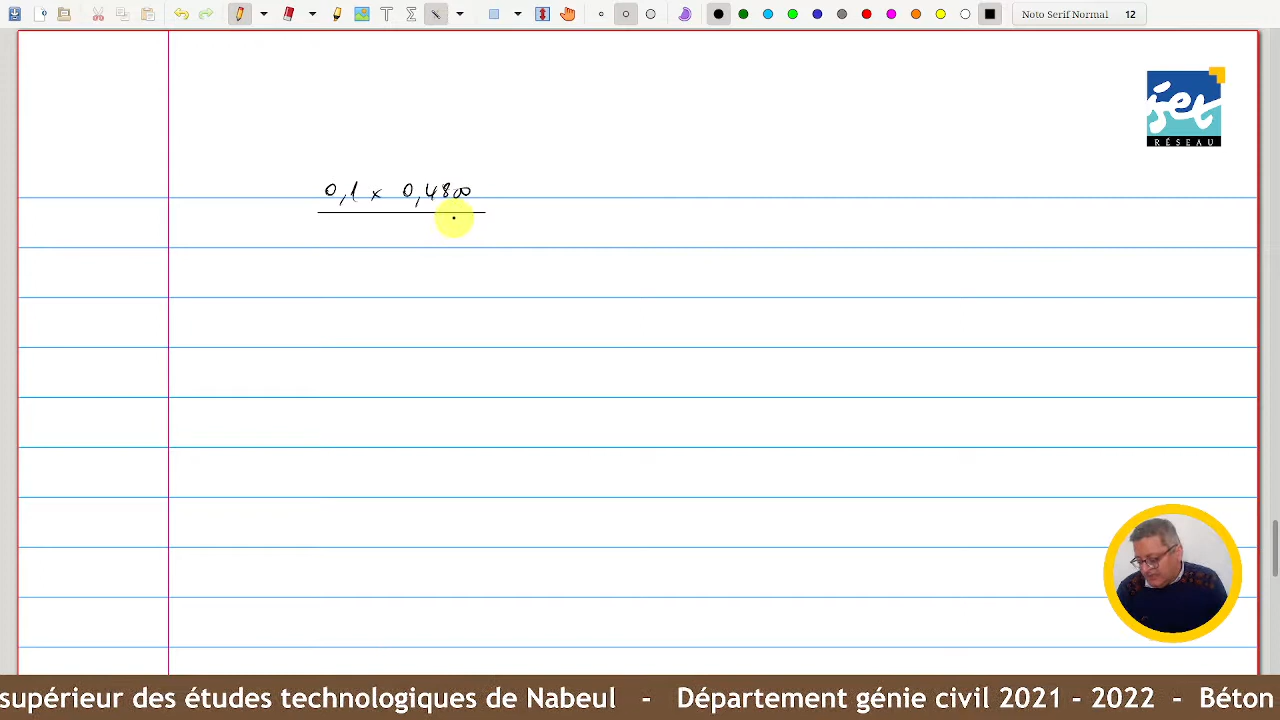 Noto Serif Normal 12
iset
RÉSEAU
0,1 x 0,4800
supérieur des études technologiques de Nabeul - Département génie civil 2021 - 2022 - Béton